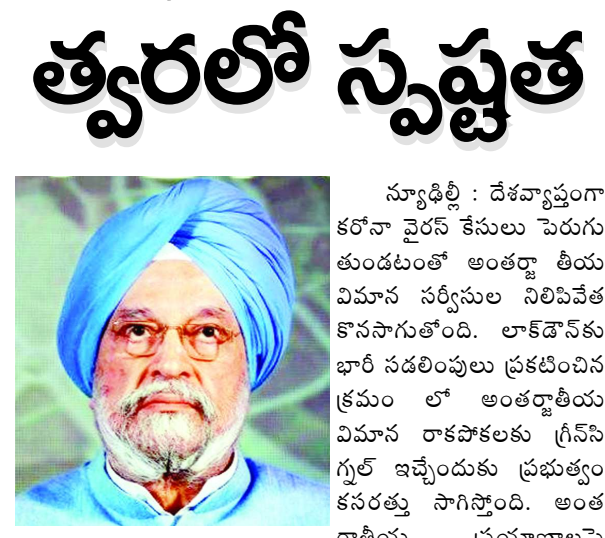 త్వరలో స్పష్టత
న్యూఢిల్లీ : దేశవ్యాప్తంగా
కరోనా వైరస్ కేసులు పెరుగు
తుండటంతో అంతర్జా తీయ
విమాన సర్వీసుల నిలిపివేత
కొనసాగుతోంది. లాక్‌డౌన్‌కు
భారీ సడలింపులు ప్రకటించిన
క్రమం లో అంతర్జాతీయ
విమాన రాకపోకలకు గ్రీన్‌సి
గ్నల్ ఇచ్చేందుకు ప్రభుత్వం
కసరత్తు సాగిస్తోంది. అంత